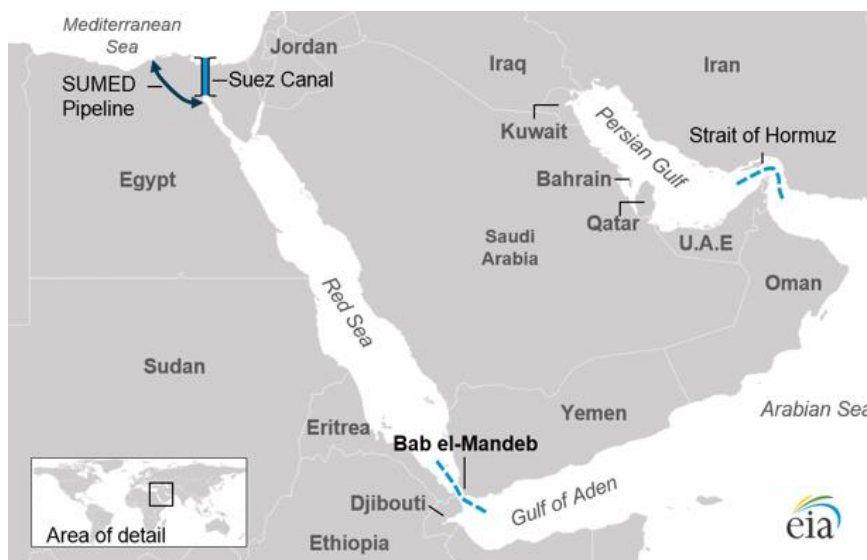 Mediterranean
Sea
Jordan
Iraq
Iran
SUMED
Pipeline
Suez Canal
Kuwait
Persian Gulf
Strait of Hormuz
Egypt
Bahrain
Qatar
Saudi
Arabia
U.A.E
Oman
Red Sea
Sudan
Yemen
Arabian Sea
Eritrea
Bab el-Mandeb
Djibouti
Gulf of Aden
Ethiopia
Area of detail
eia